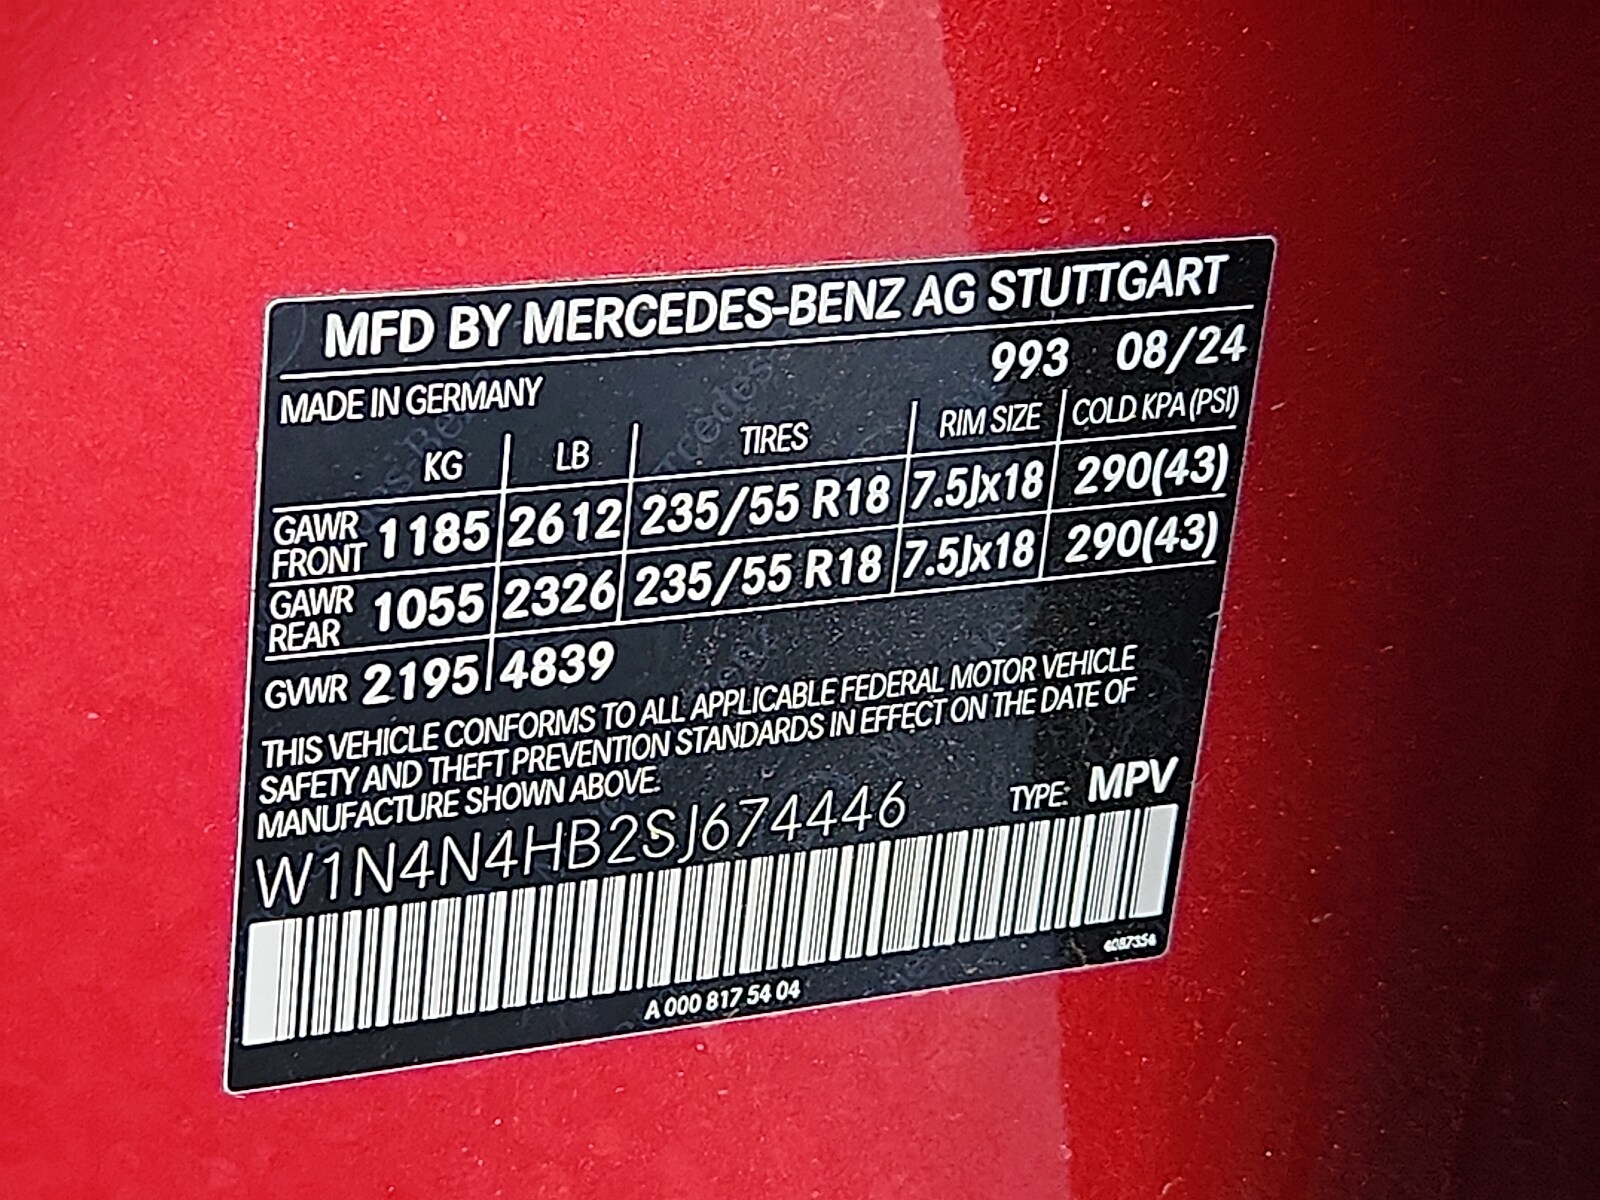 MFD BY MERCEDES-BENZ AG STUTTGART
MADE IN GERMANY 993 08/24
KG LB TIRES RIM SIZE COLD KPA (PSI)
GAWR FRONT 1185 2612 235/55 R18 7.5Jx18 290(43)
GAWR REAR 1055 2326 235/55 R18 7.5Jx18 290(43)
GVWR 2195 4839
THIS VEHICLE CONFORMS TO ALL APPLICABLE FEDERAL MOTOR VEHICLE
SAFETY AND THEFT PREVENTION STANDARDS IN EFFECT ON THE DATE OF
MANUFACTURE SHOWN ABOVE.
W1N4N4HB2SJ674446 TYPE: MPV
A 000 817 54 04